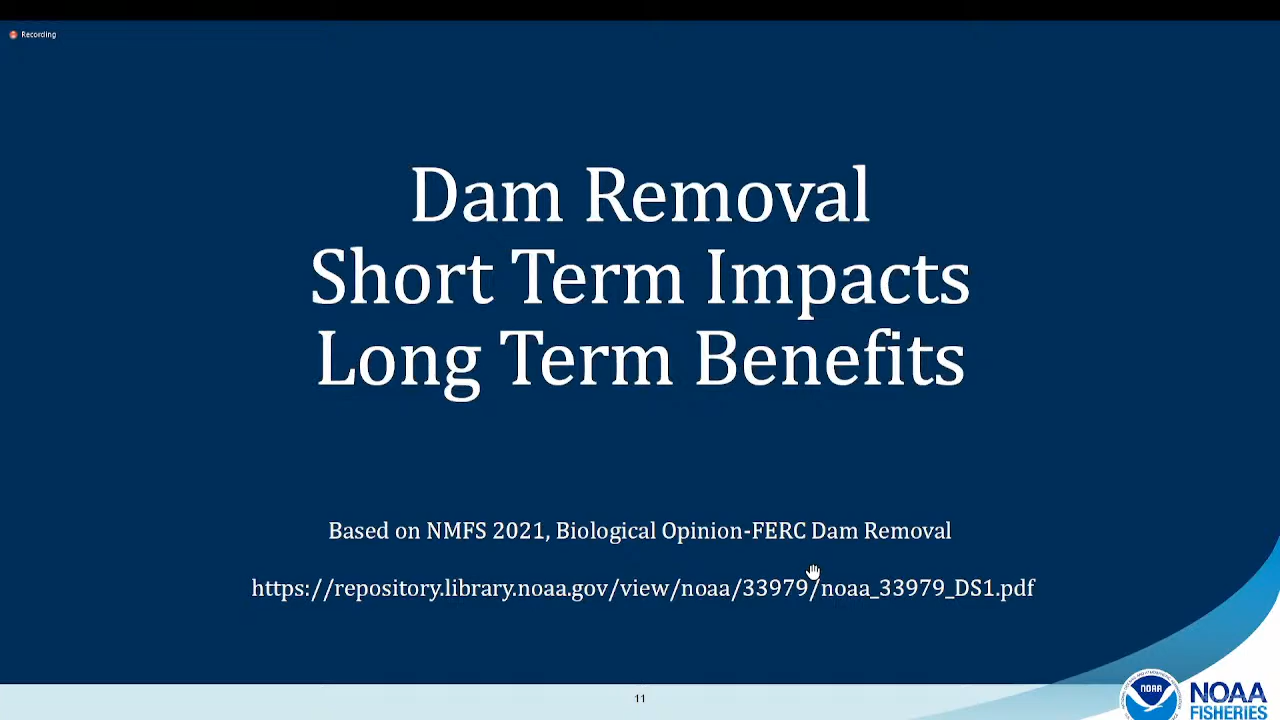 Recording
Dam Removal
Short Term Impacts
Long Term Benefits
Based on NMFS 2021, Biological Opinion-FERC Dam Removal
https://repository.library.noaa.gov/view/noaa/33979/noaa_33979_DS1.pdf
11
NOAA
NOAA
FISHERIES